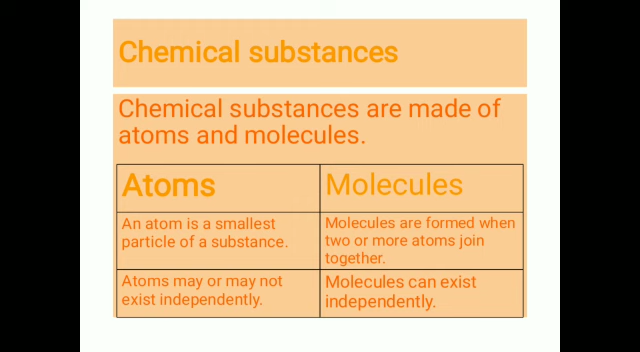 Chemical substances
Chemical substances are made of
atoms and molecules.
Atoms
Molecules
An atom is a smallest
particle of a substance.
Molecules are formed when
two or more atoms join
together.
Atoms may or may not
exist independently.
Molecules can exist
independently.